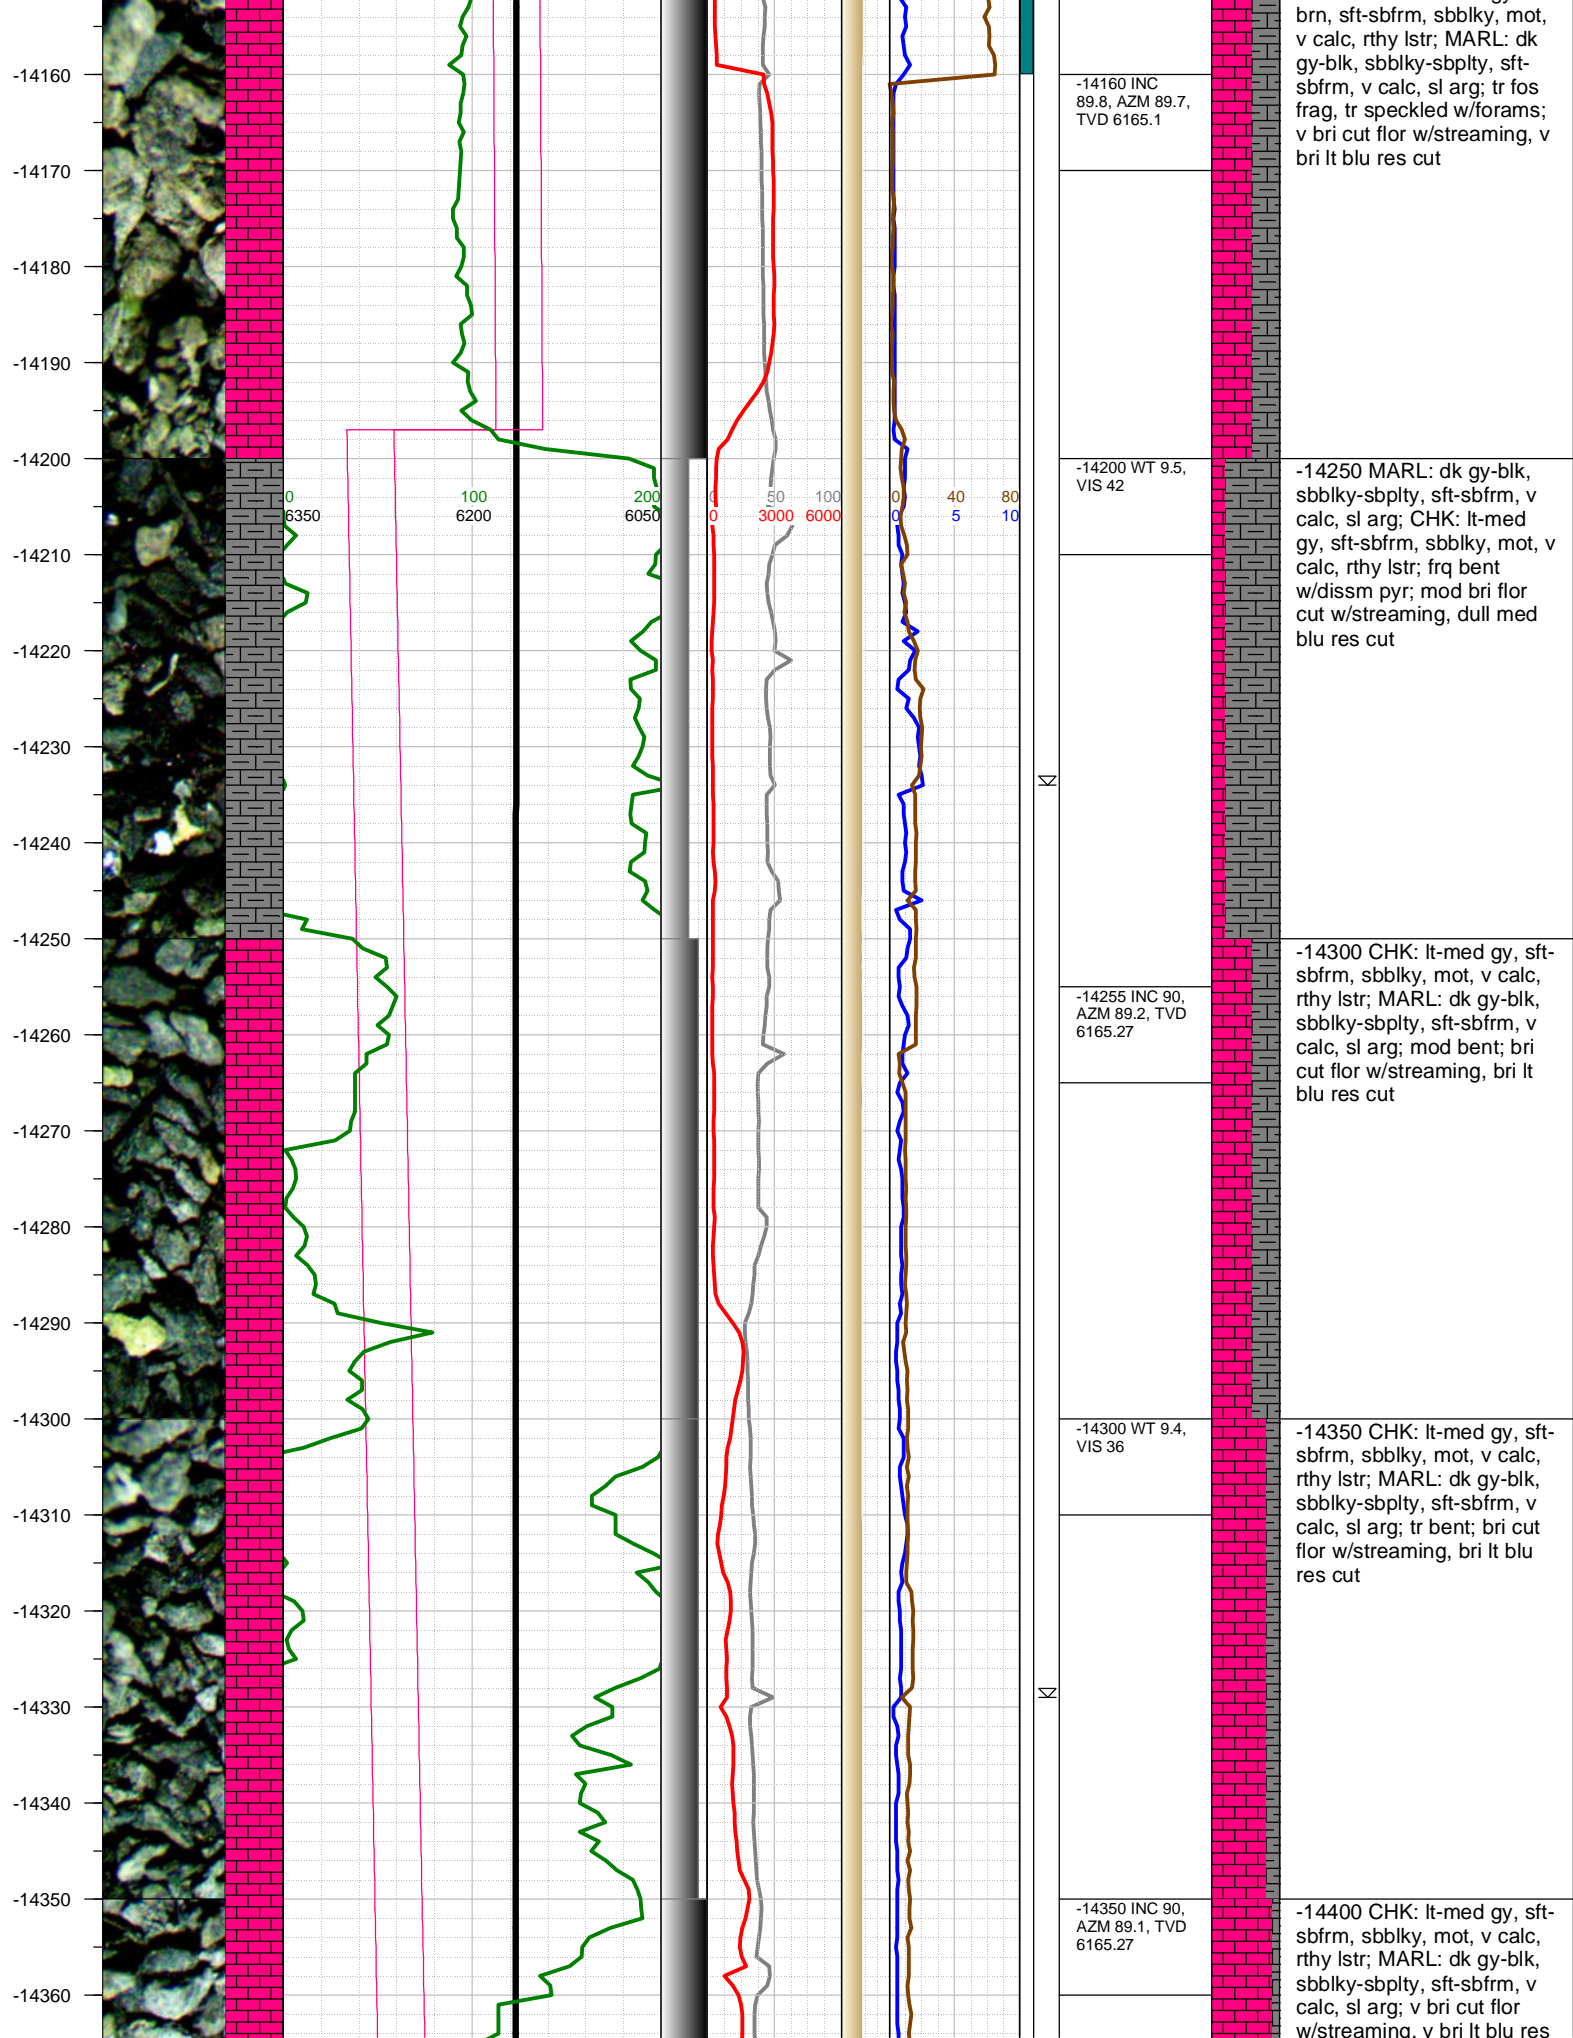 -14160
-14170
-14180
-14190
-14200
-14210
-14220
-14230
-14240
-14250
-14260
-14270
-14280
-14290
-14300
-14310
-14320
-14330
-14340
-14350
-14360
0 100 200
6350 6200 6050
0 50 100
0 3000 6000
0 40 80
0 5 10
-14160 INC
89.8, AZM 89.7,
TVD 6165.1
-14200 WT 9.5,
VIS 42
-14255 INC 90,
AZM 89.2, TVD
6165.27
-14300 WT 9.4,
VIS 36
-14350 INC 90,
AZM 89.1, TVD
6165.27
brn, sft-sbfrm, sbblky, mot,
v calc, rthy lstr; MARL: dk
gy-blk, sbblky-sbplty, sft-
sbfrm, v calc, sl arg; tr fos
frag, tr speckled w/forams;
v bri cut flor w/streaming, v
bri lt blu res cut
-14250 MARL: dk gy-blk,
sbblky-sbplty, sft-sbfrm, v
calc, sl arg; CHK: lt-med
gy, sft-sbfrm, sbblky, mot, v
calc, rthy lstr; frq bent
w/dissm pyr; mod bri flor
cut w/streaming, dull med
blu res cut
-14300 CHK: lt-med gy, sft-
sbfrm, sbblky, mot, v calc,
rthy lstr; MARL: dk gy-blk,
sbblky-sbplty, sft-sbfrm, v
calc, sl arg; mod bent; bri
cut flor w/streaming, bri lt
blu res cut
-14350 CHK: lt-med gy, sft-
sbfrm, sbblky, mot, v calc,
rthy lstr; MARL: dk gy-blk,
sbblky-sbplty, sft-sbfrm, v
calc, sl arg; tr bent; bri cut
flor w/streaming, bri lt blu
res cut
-14400 CHK: lt-med gy, sft-
sbfrm, sbblky, mot, v calc,
rthy lstr; MARL: dk gy-blk,
sbblky-sbplty, sft-sbfrm, v
calc, sl arg; v bri cut flor
w/streaming, v bri lt blu res